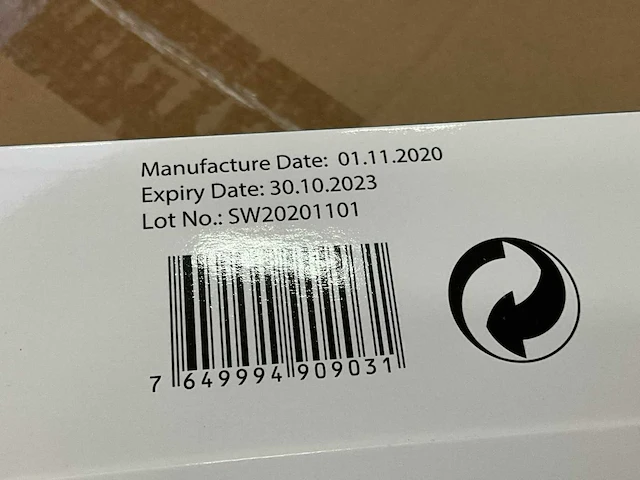 Manufacture Date: 01.11.2020
Expiry Date: 30.10.2023
Lot No.: SW20201101
7 649994 909031